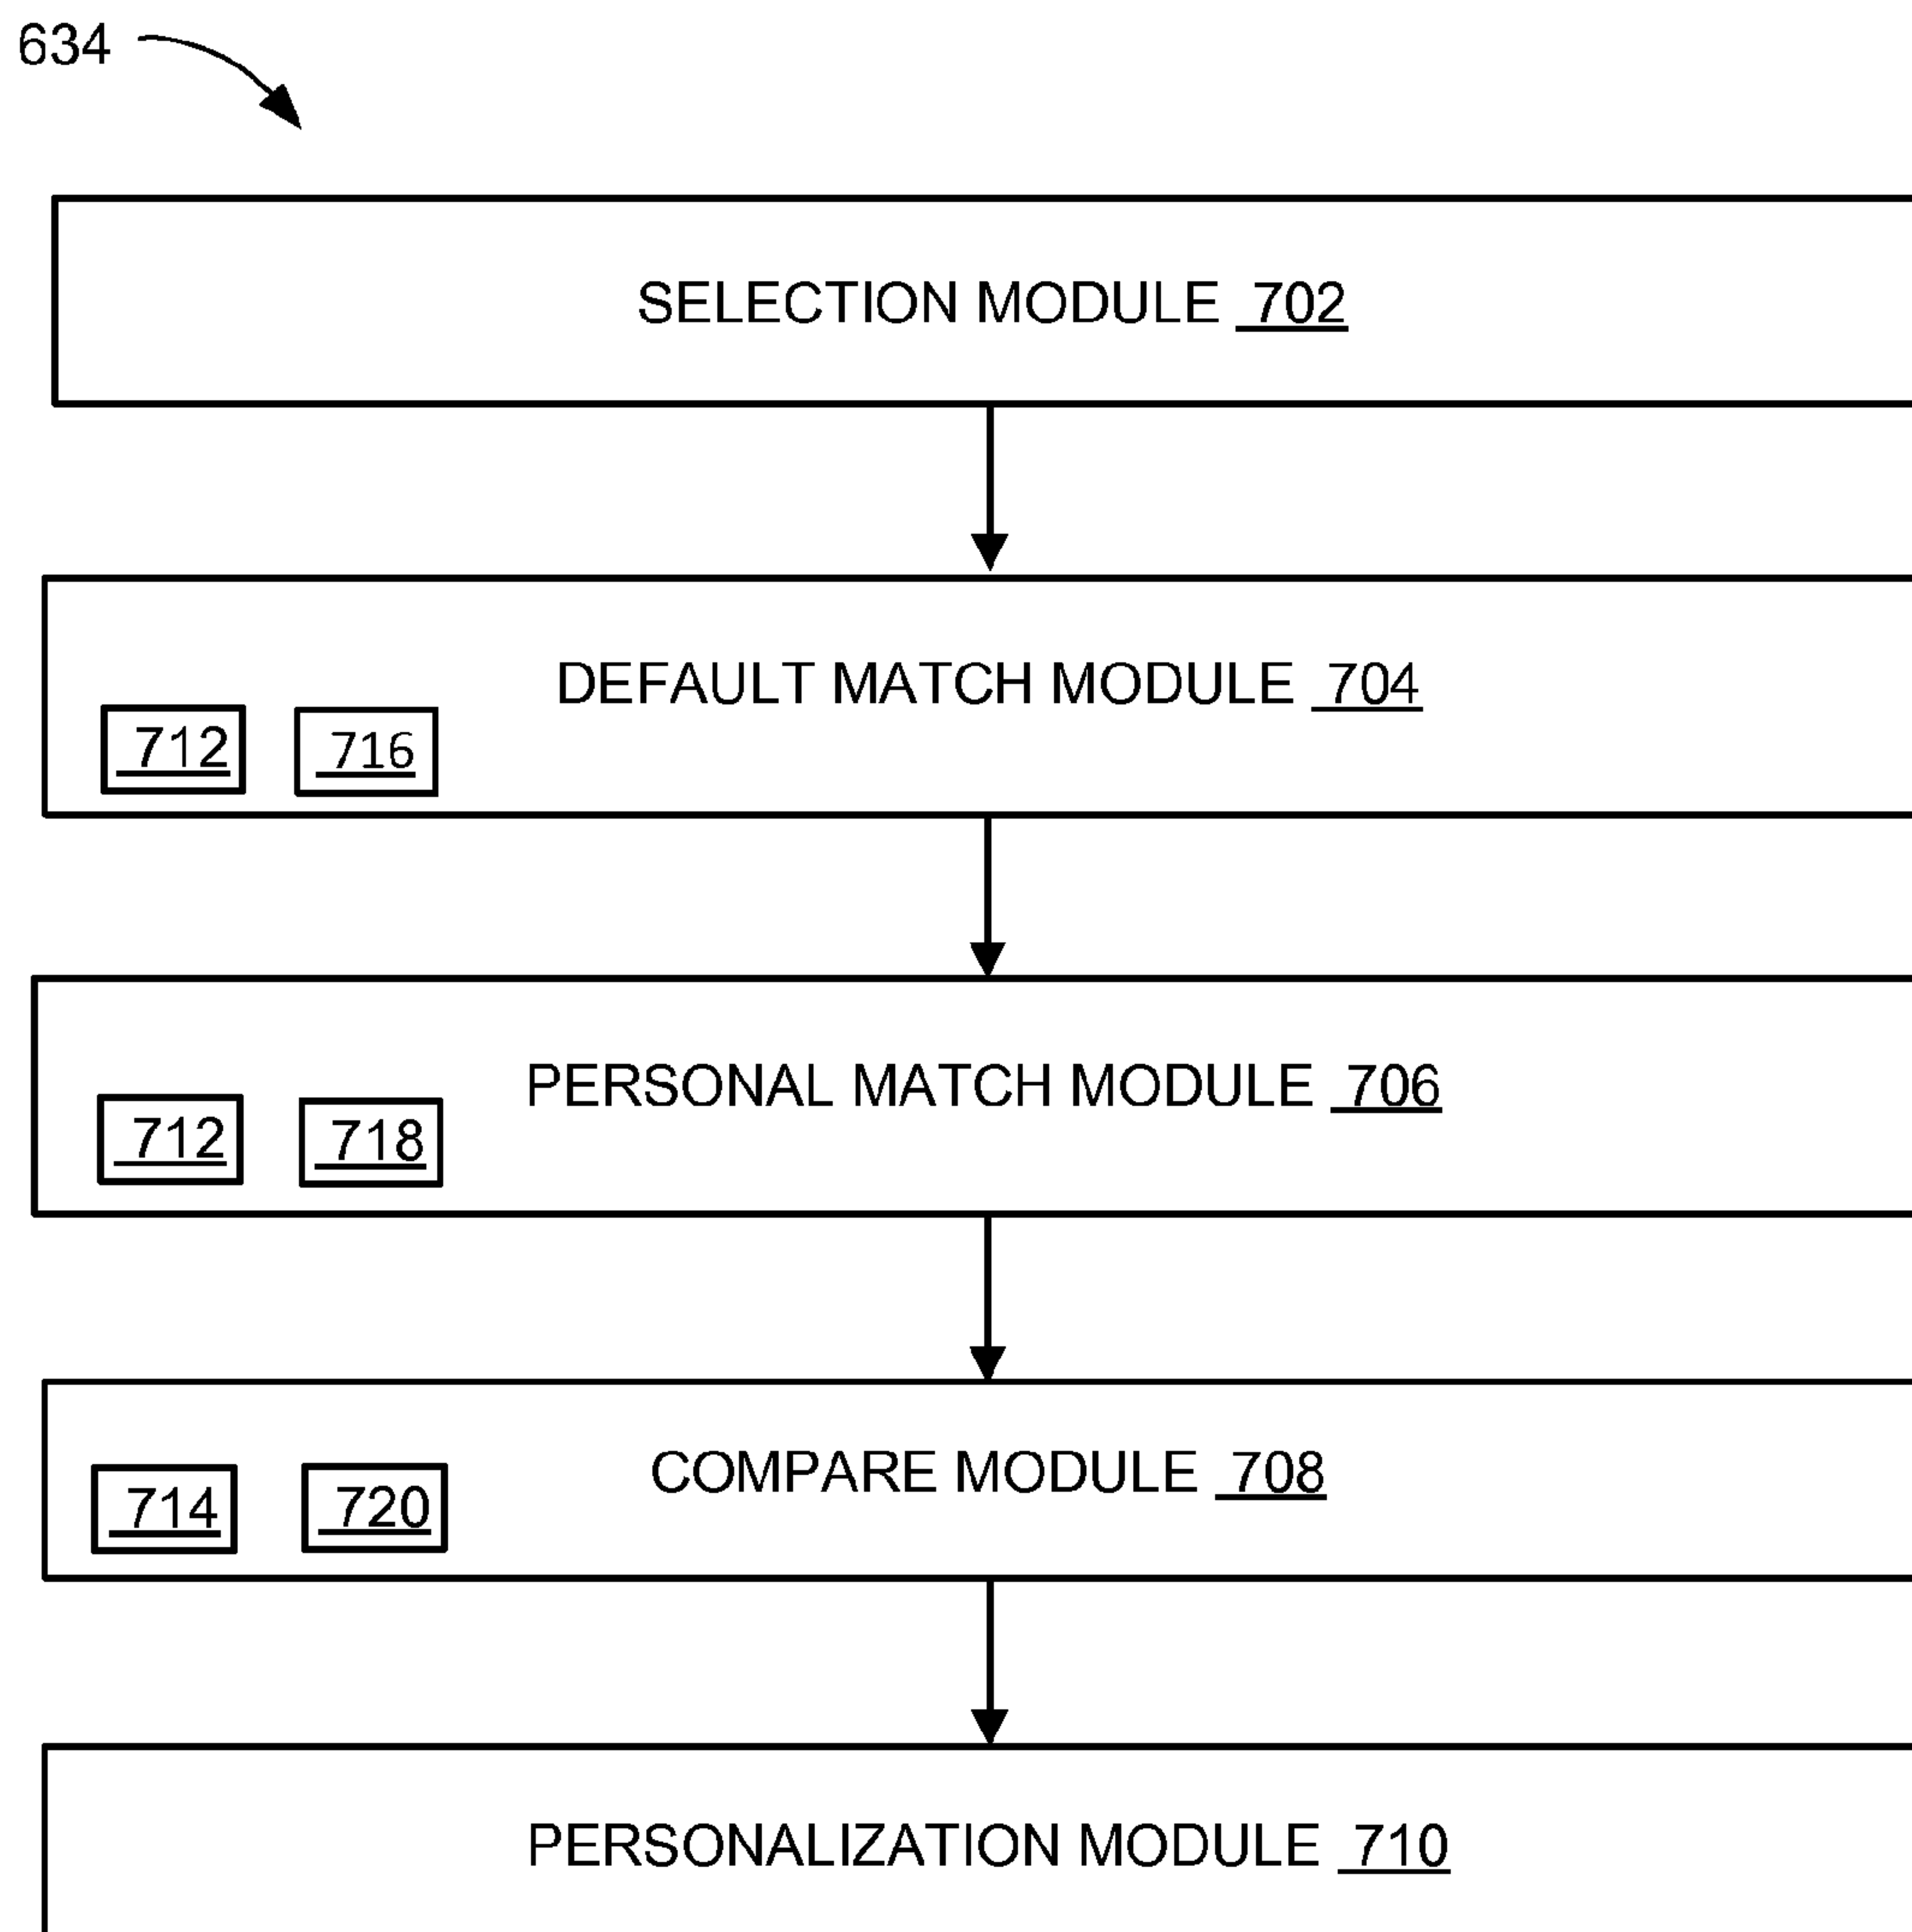 634
SELECTION MODULE 702
DEFAULT MATCH MODULE 704
712 716
PERSONAL MATCH MODULE 706
712 718
COMPARE MODULE 708
714 720
PERSONALIZATION MODULE 710